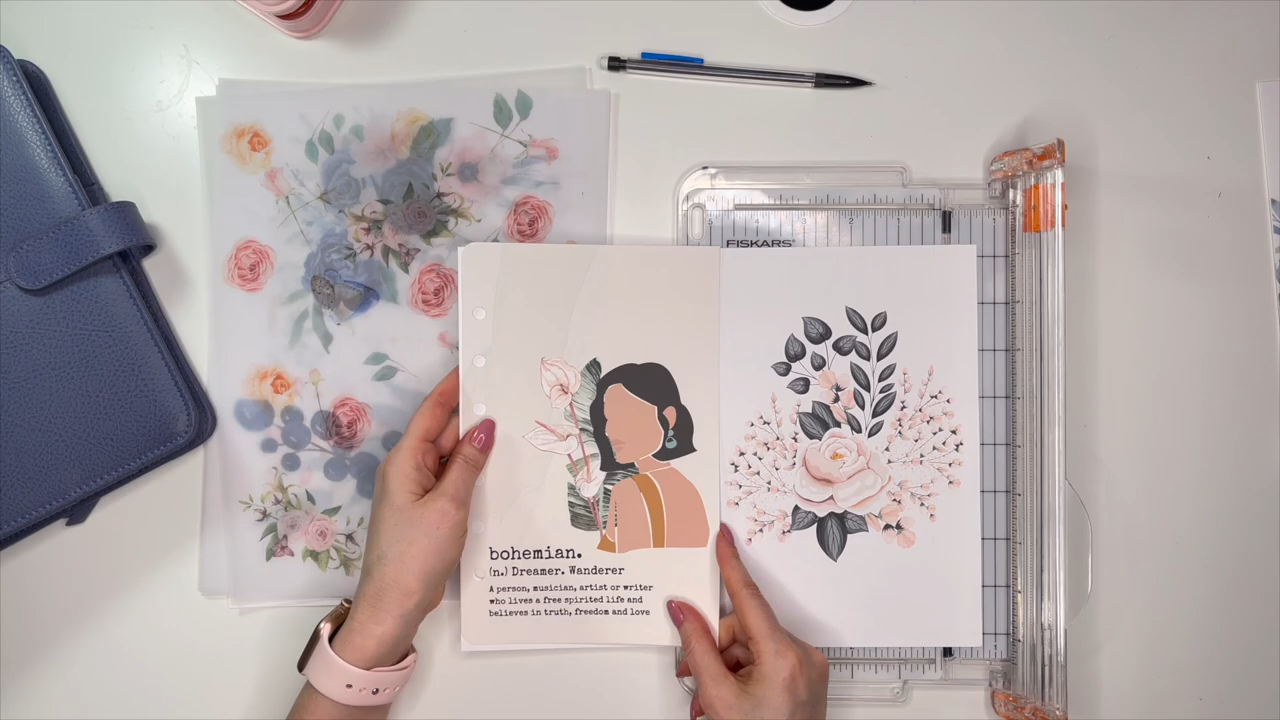 FISKARS
bohemian.
(n.) Dreamer. Wanderer
A person, musician, artist or writer
who lives a free spirited life and
believes in truth, freedom and love